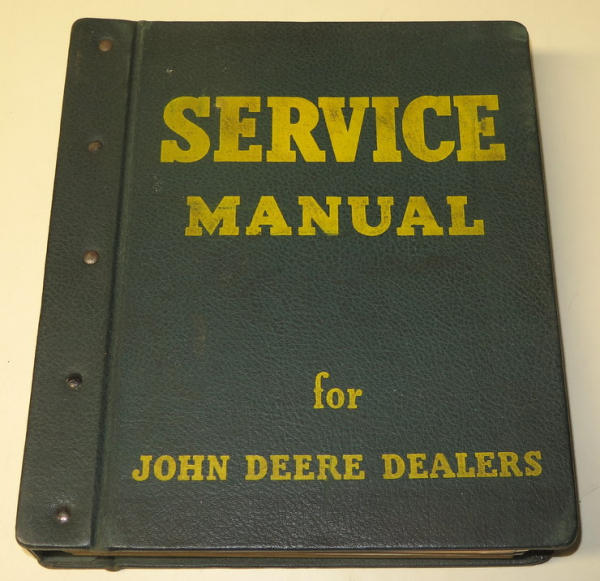 SERVICE
MANUAL
for
JOHN DEERE DEALERS